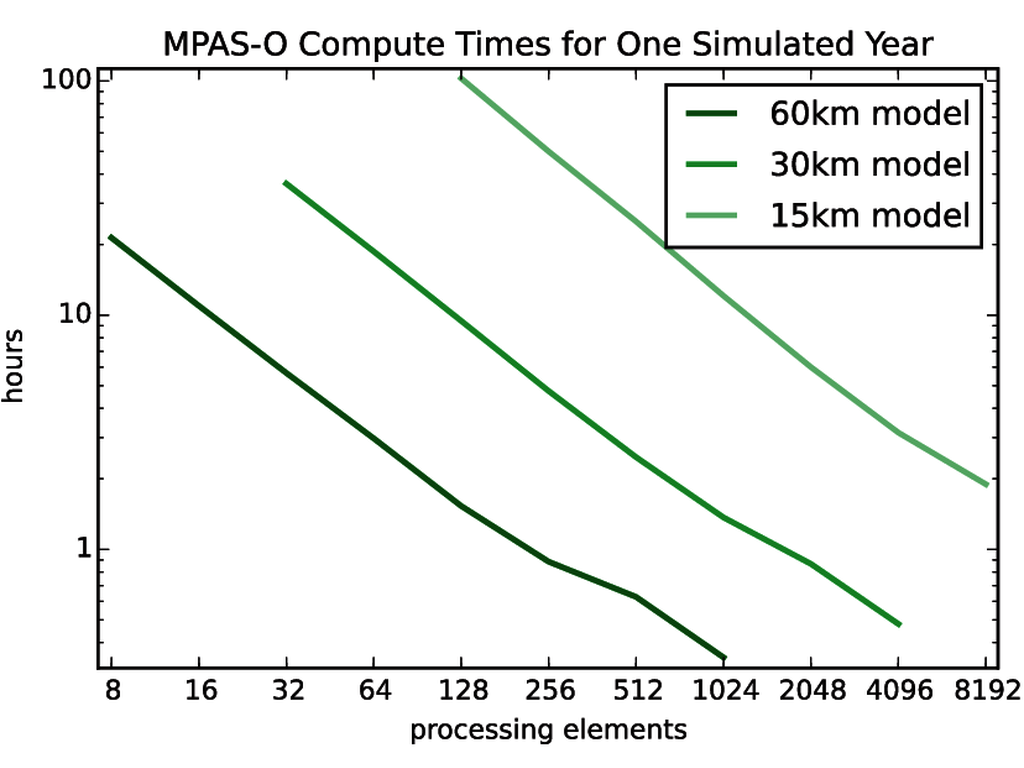 MPAS-O Compute Times for One Simulated Year
100
10
1
hours
60km model
30km model
15km model
8 16 32 64 128 256 512 1024 2048 4096 8192
processing elements